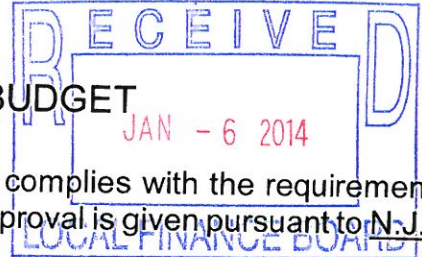 RECEIVED
BUDGET
JAN - 6 2014
complies with the requiremen
proval is given pursuant to N.J.
LOCAL FINANCE BOARD